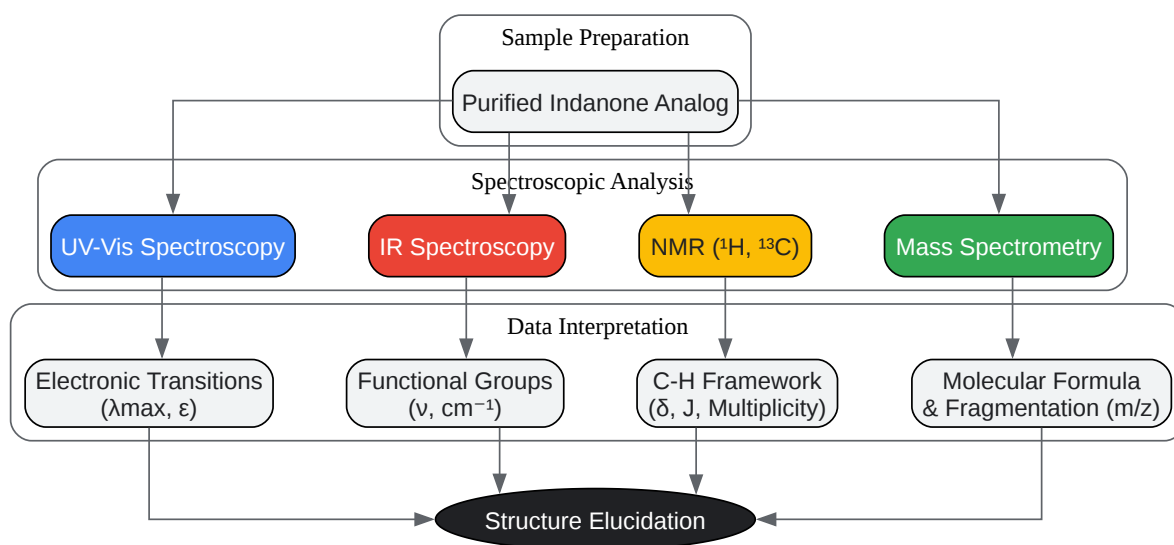 Sample Preparation
Purified Indanone Analog
Spectroscopic Analysis
UV-Vis Spectroscopy
IR Spectroscopy
NMR (¹H, ¹³C)
Mass Spectrometry
Data Interpretation
Electronic Transitions
(λmax, ε)
Functional Groups
(ν, cm⁻¹)
C-H Framework
(δ, J, Multiplicity)
Molecular Formula
& Fragmentation (m/z)
Structure Elucidation